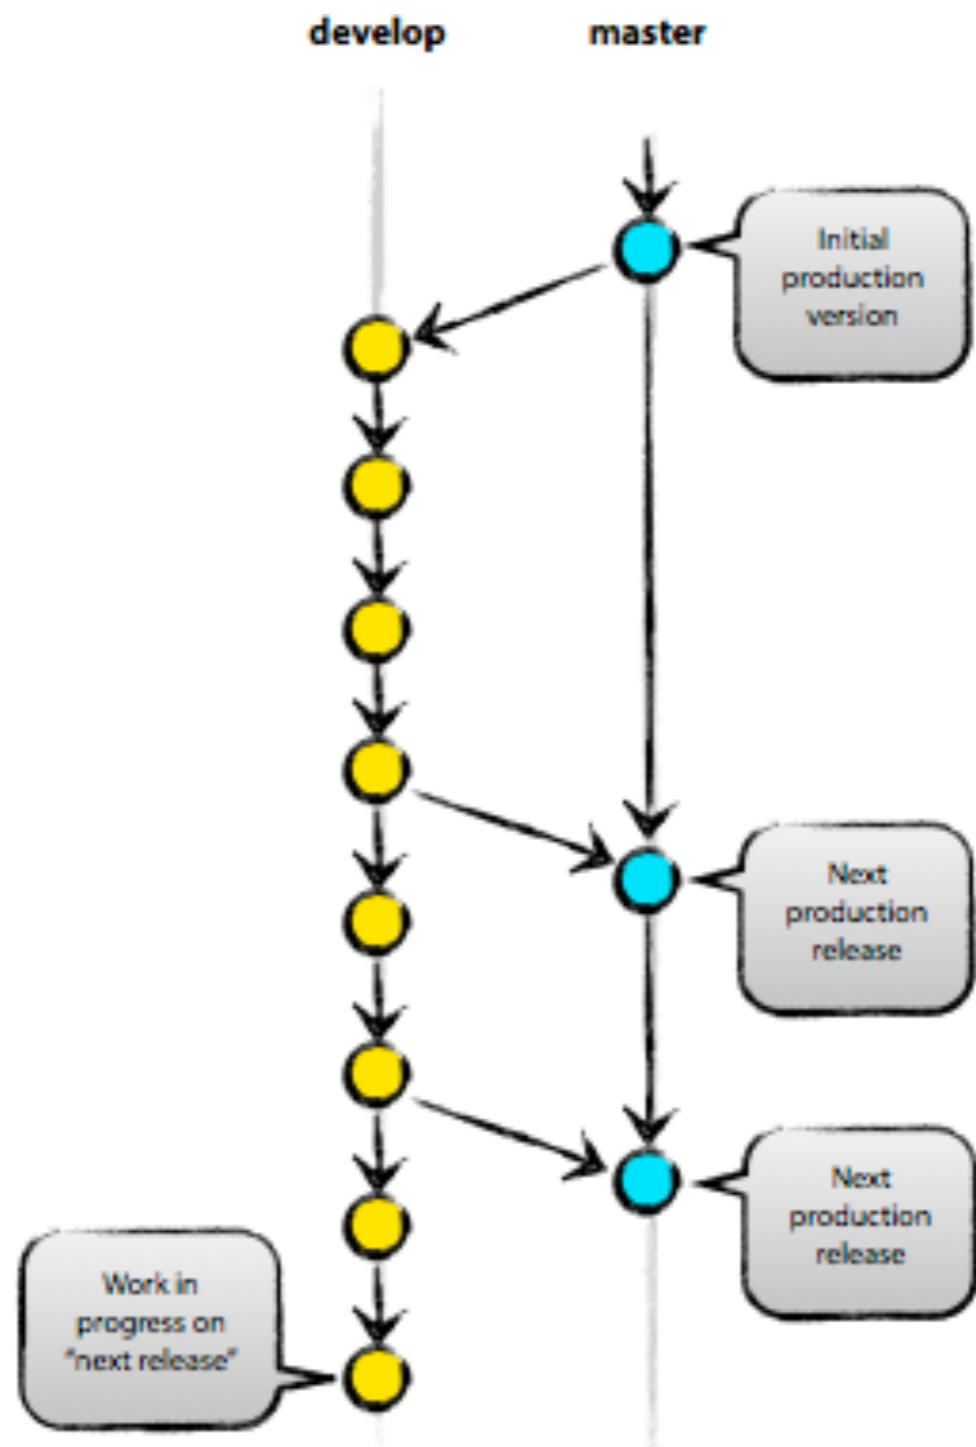 develop master
Initial
production
version
Next
production
release
Next
production
release
Work in
progress on
"next release"